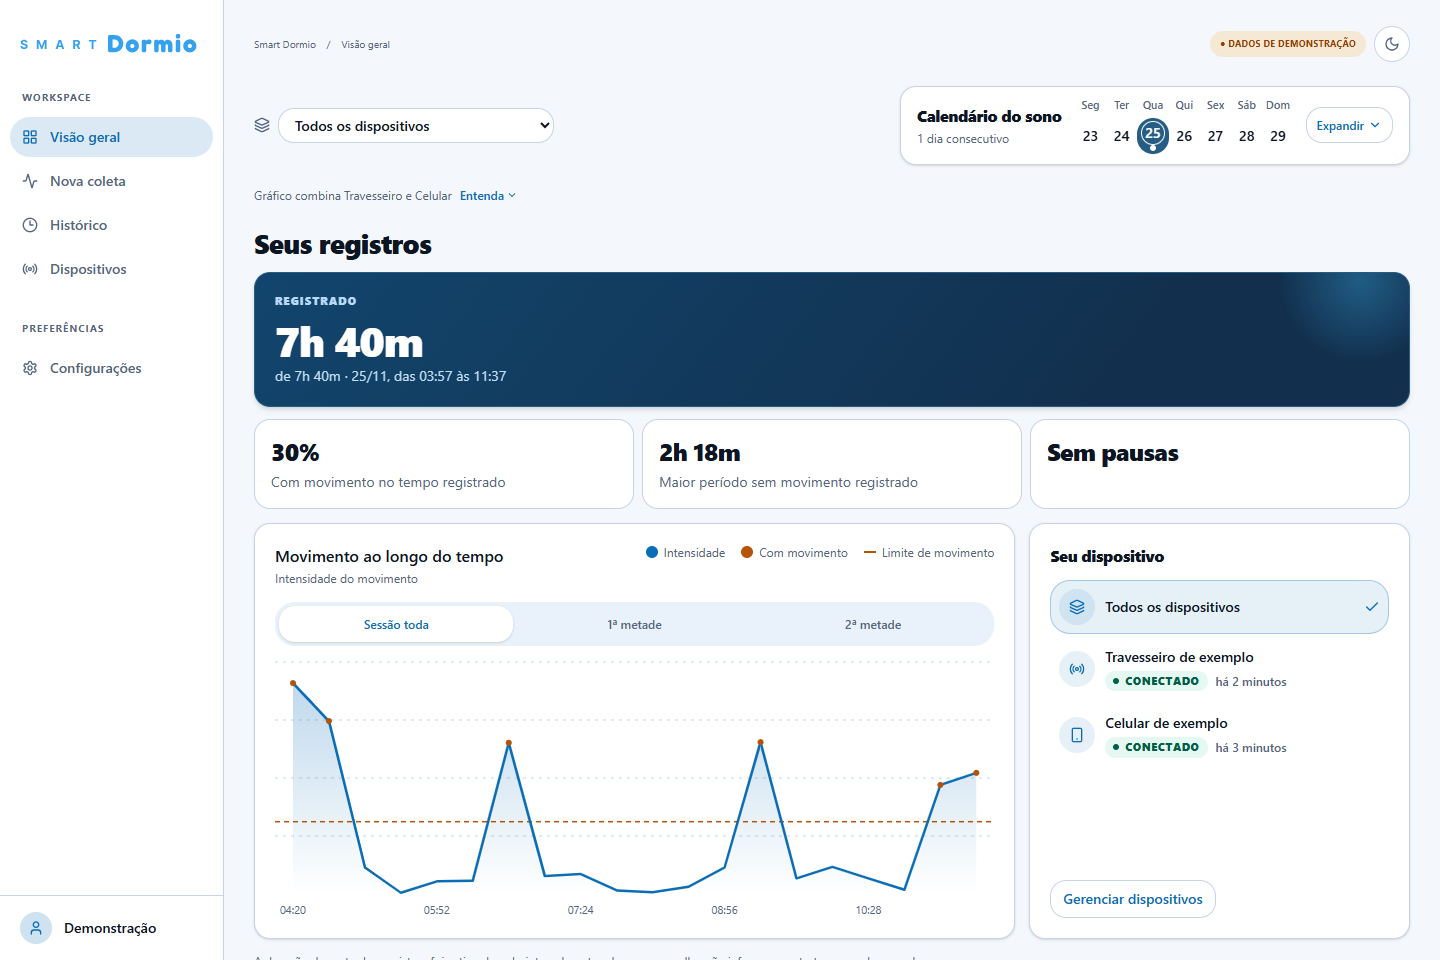 SMART Dormio
WORKSPACE
Visão geral
Nova coleta
Histórico
Dispositivos
PREFERÊNCIAS
Configurações
Demonstração
Smart Dormio / Visão geral
DADOS DE DEMONSTRAÇÃO
Todos os dispositivos
Calendário do sono
1 dia consecutivo
Seg Ter Qua Qui Sex Sáb Dom
23 24 25 26 27 28 29
Expandir
Gráfico combina Travesseiro e Celular Entenda
Seus registros
REGISTRADO
7h 40m
de 7h 40m · 25/11, das 03:57 às 11:37
30%
Com movimento no tempo registrado
2h 18m
Maior período sem movimento registrado
Sem pausas
Movimento ao longo do tempo
Intensidade do movimento
Intensidade Com movimento Limite de movimento
Sessão toda 1ª metade 2ª metade
04:20 05:52 07:24 08:56 10:28
Seu dispositivo
Todos os dispositivos
Travesseiro de exemplo
CONECTADO há 2 minutos
Celular de exemplo
CONECTADO há 3 minutos
Gerenciar dispositivos